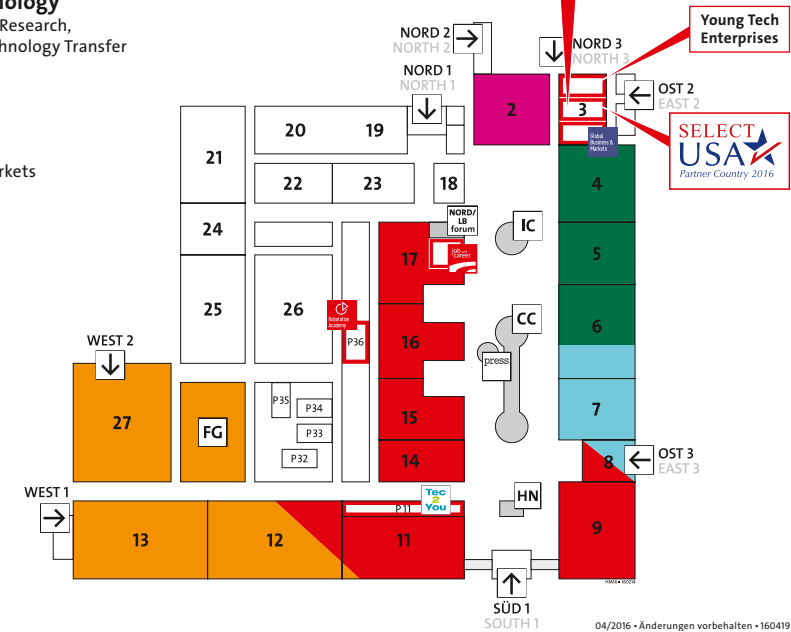 nology
Research,
hnology Transfer
rkets
NORD 2
NORTH 2
NORD 3
NORTH 3
Young Tech
Enterprises
NORD 1
NORTH 1
OST 2
EAST 2
2
3
Global
Business &
Markets
SELECT
USA
Partner Country 2016
20
19
21
22
23
18
4
NORD/
LB
forum
IC
24
17
job and
career
5
25
26
Robotation
Academy
P36
16
CC
press
6
WEST 2
27
FG
P35
P34
P33
P32
15
7
14
8
OST 3
EAST 3
WEST 1
Tec
2
You
P11
HN
13
12
11
9
HM16 • 160214
SÜD 1
SOUTH 1
04/2016 • Änderungen vorbehalten • 160419